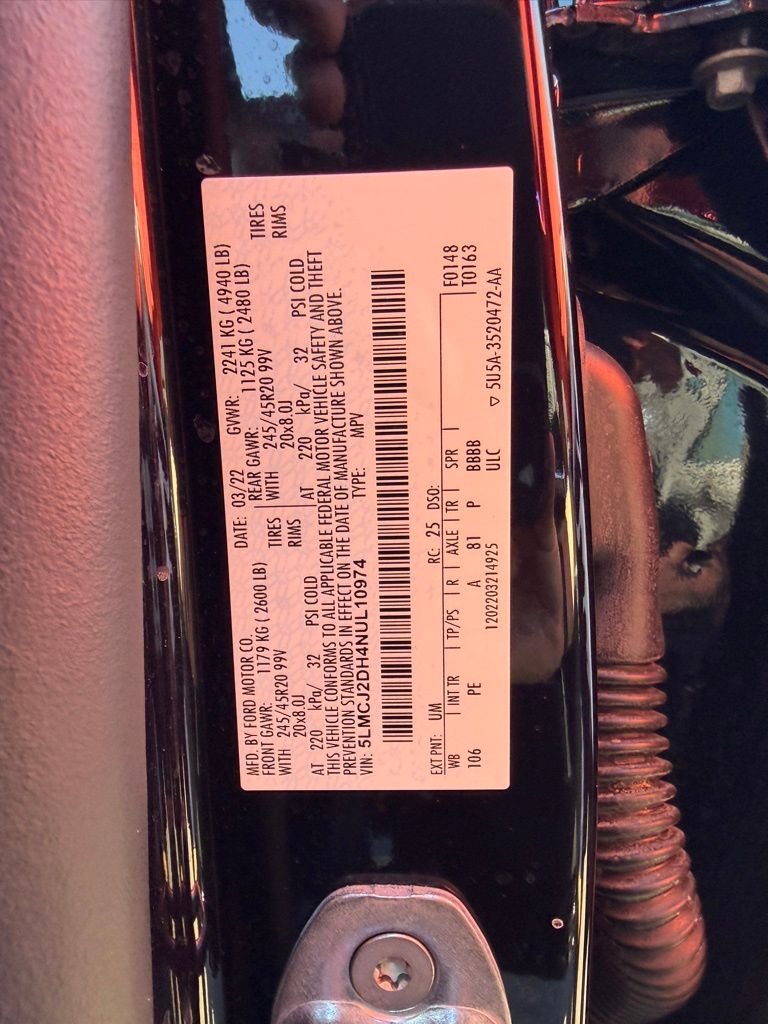 MFD. BY FORD MOTOR CO. DATE: 03/22 GVWR: 2241 KG ( 4940 LB)
FRONT GAWR: 1179 KG ( 2600 LB) REAR GAWR: 1125 KG ( 2480 LB)
WITH 245/45R20 99V TIRES WITH 245/45R20 99V TIRES
20x8.0J RIMS 20x8.0J RIMS
AT 220 kPa/ 32 PSI COLD AT 220 kPa/ 32 PSI COLD
THIS VEHICLE CONFORMS TO ALL APPLICABLE FEDERAL MOTOR VEHICLE SAFETY AND THEFT
PREVENTION STANDARDS IN EFFECT ON THE DATE OF MANUFACTURE SHOWN ABOVE.
VIN: 5LMCJ2DH4NUL10974 TYPE: MPV
EXT PNT: UM RC: 25 DSO: F0148
WB INT TR TP/PS R AXLE TR SPR T0163
106 PE A 81 P BBBB
1202203214925 ULC ▽ 5U5A-3520472-AA